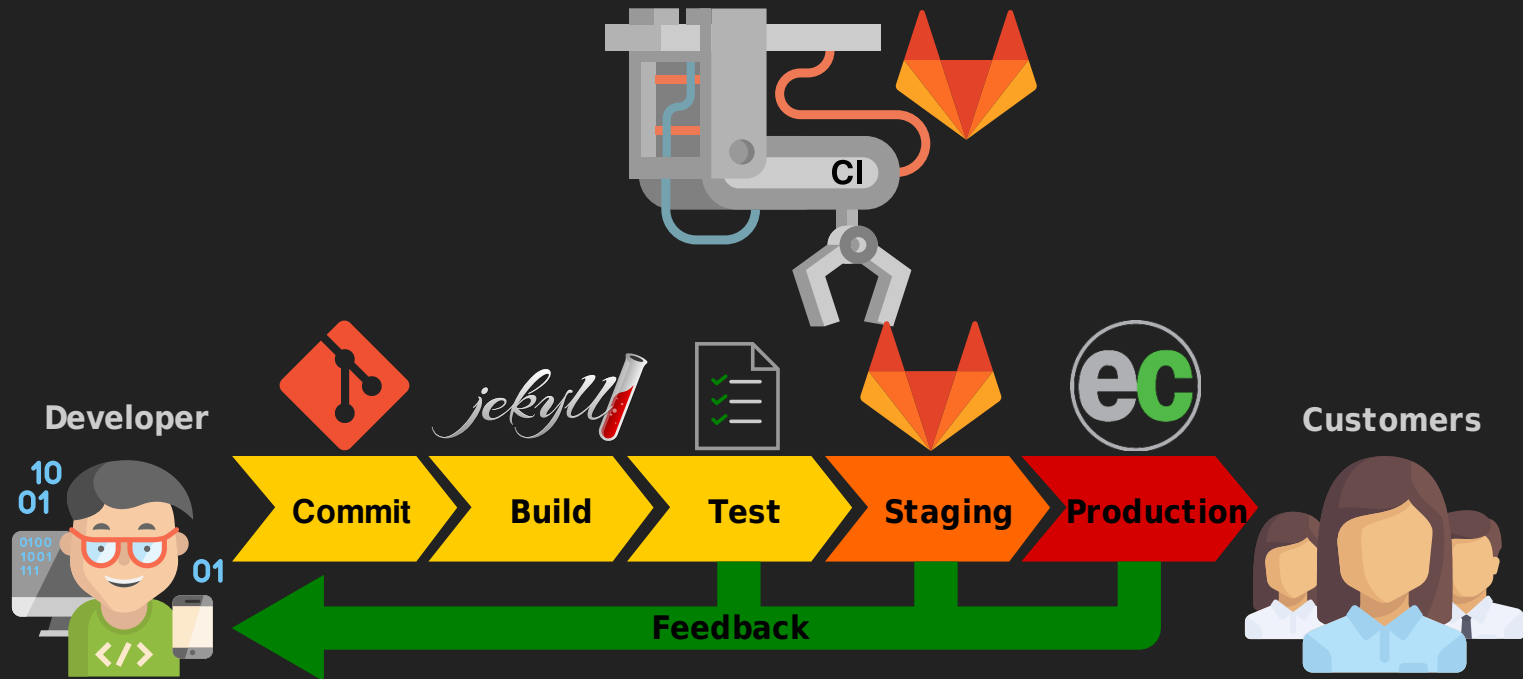 CI
jekyll
ec
Developer
Customers
10
01
0100
1001
111
01
</>
Commit
Build
Test
Staging
Production
Feedback